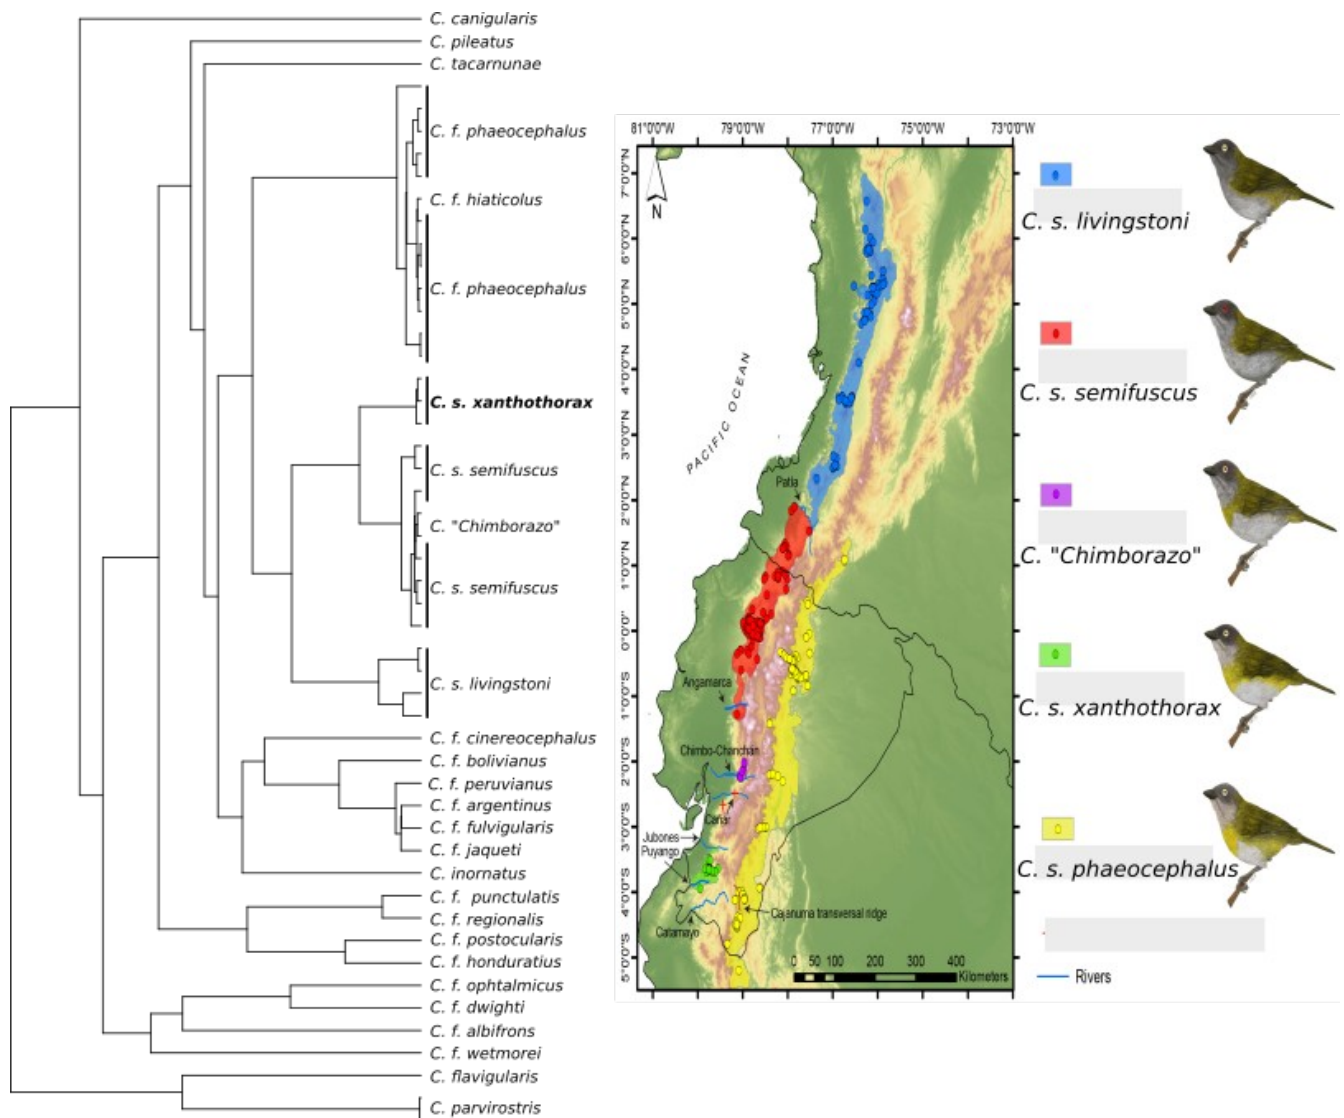 C. canigularis
C. pileatus
C. tacarnunae
C. f. phaeocephalus
C. f. hiaticolus
C. f. phaeocephalus
C. s. xanthothorax
C. s. semifuscus
C. "Chimborazo"
C. s. semifuscus
C. s. livingstoni
C. f. cinereocephalus
C. f. bolivianus
C. f. peruvianus
C. f. argentinus
C. f. fulvigularis
C. f. jaqueti
C. inornatus
C. f. punctulatis
C. f. regionalis
C. f. postocularis
C. f. honduratius
C. f. ophtalmicus
C. f. dwighti
C. f. albifrons
C. f. wetmorei
C. flavigularis
C. parvirostris
81°0'0"W 79°0'0"W 77°0'0"W 75°0'0"W 73°0'0"W
7°0'0"N
6°0'0"N
5°0'0"N
4°0'0"N
3°0'0"N
2°0'0"N
1°0'0"N
0°0'0"
1°0'0"S
2°0'0"S
3°0'0"S
4°0'0"S
5°0'0"S
N
PACIFIC OCEAN
Patía
Angamarca
Chimbo-Chanchán
Cañar
Jubones
Puyango
Catamayo
Cajanuma transversal ridge
0 50 100 200 300 400
Kilometers
C. s. livingstoni
C. s. semifuscus
C. "Chimborazo"
C. s. xanthothorax
C. s. phaeocephalus
Rivers